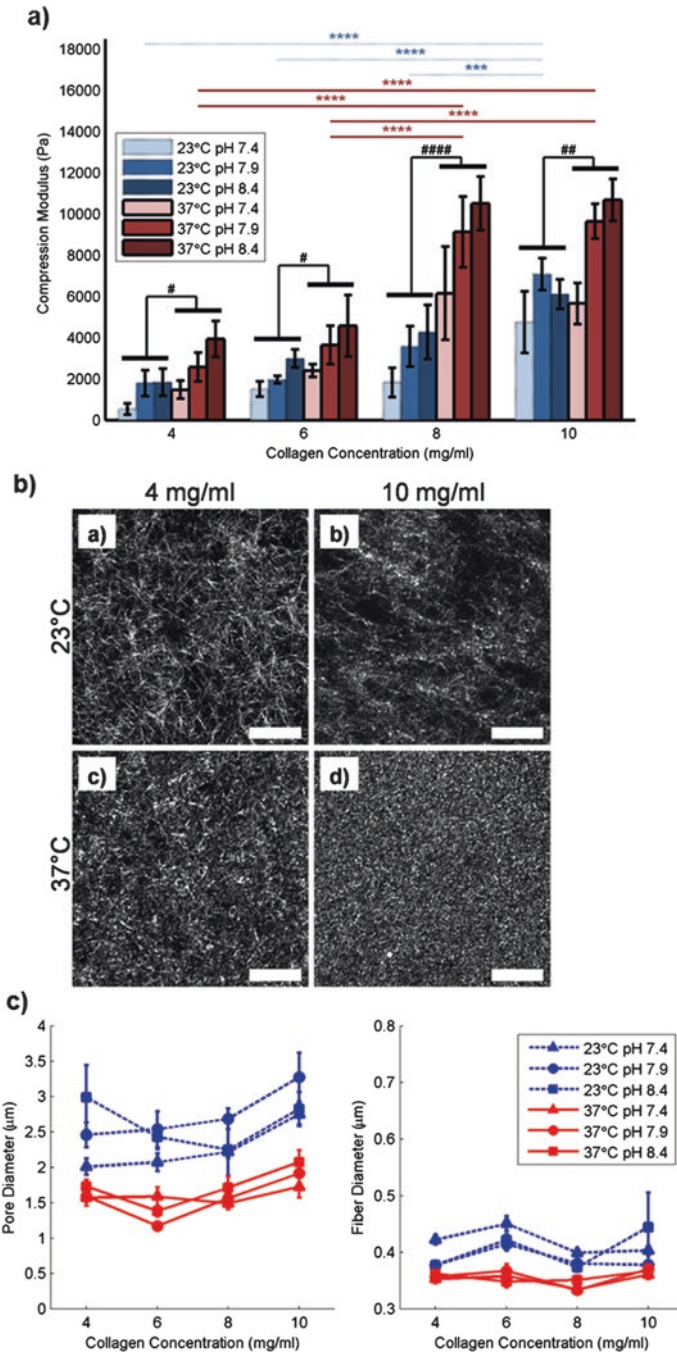 a)
****
****
***
****
****
****
****
18000
16000
14000
12000
10000
8000
6000
4000
2000
0
Compression Modulus (Pa)
23°C pH 7.4
23°C pH 7.9
23°C pH 8.4
37°C pH 7.4
37°C pH 7.9
37°C pH 8.4
#
#
####
##
4 6 8 10
Collagen Concentration (mg/ml)
b)
4 mg/ml 10 mg/ml
23°C
a) b)
37°C
c) d)
c)
4
3.5
3
2.5
2
1.5
1
0.5
0
Pore Diameter (μm)
4 6 8 10
Collagen Concentration (mg/ml)
0.8
0.7
0.6
0.5
0.4
0.3
Fiber Diameter (μm)
23°C pH 7.4
23°C pH 7.9
23°C pH 8.4
37°C pH 7.4
37°C pH 7.9
37°C pH 8.4
4 6 8 10
Collagen Concentration (mg/ml)